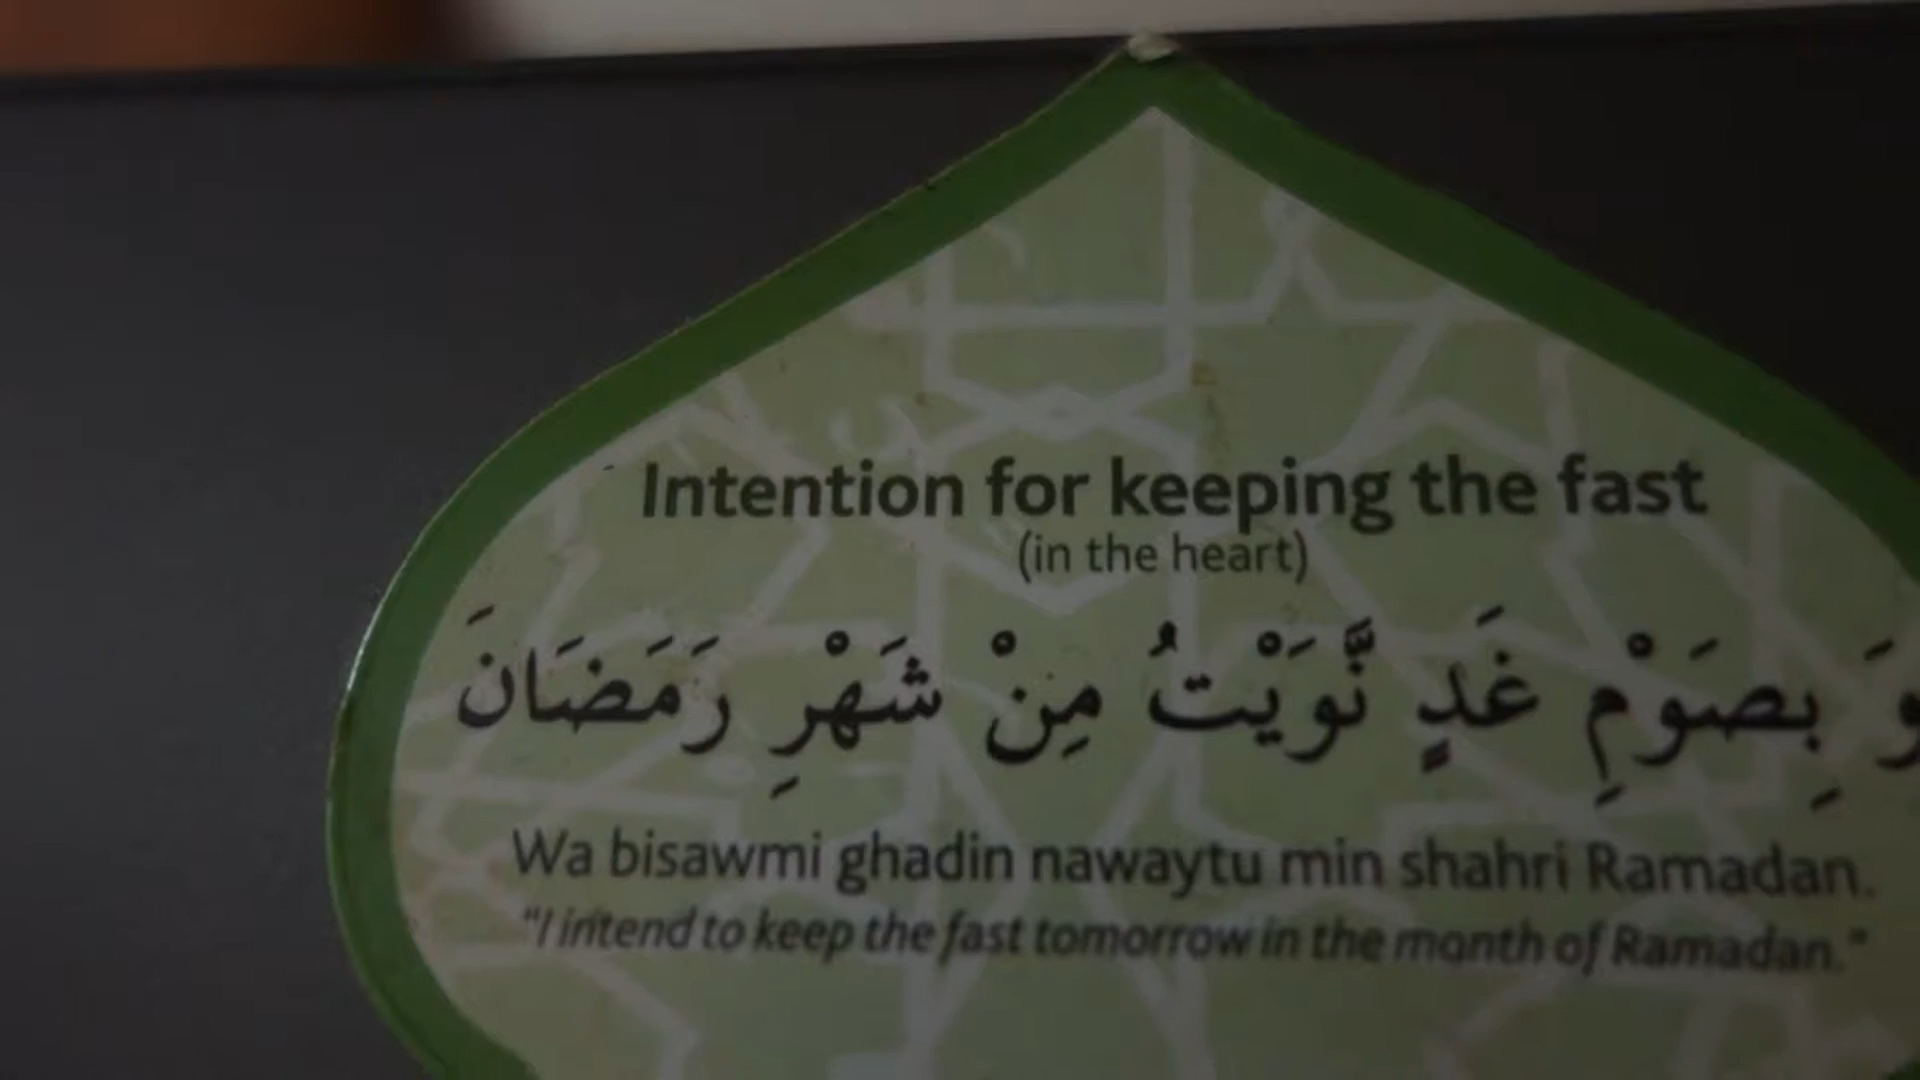 Intention for keeping the fast
(in the heart)
وَ بِصَوْمِ غَدٍ نَّوَيْتُ مِنْ شَهْرِ رَمَضَانَ
Wa bisawmi ghadin nawaytu min shahri Ramadan.
"I intend to keep the fast tomorrow in the month of Ramadan."